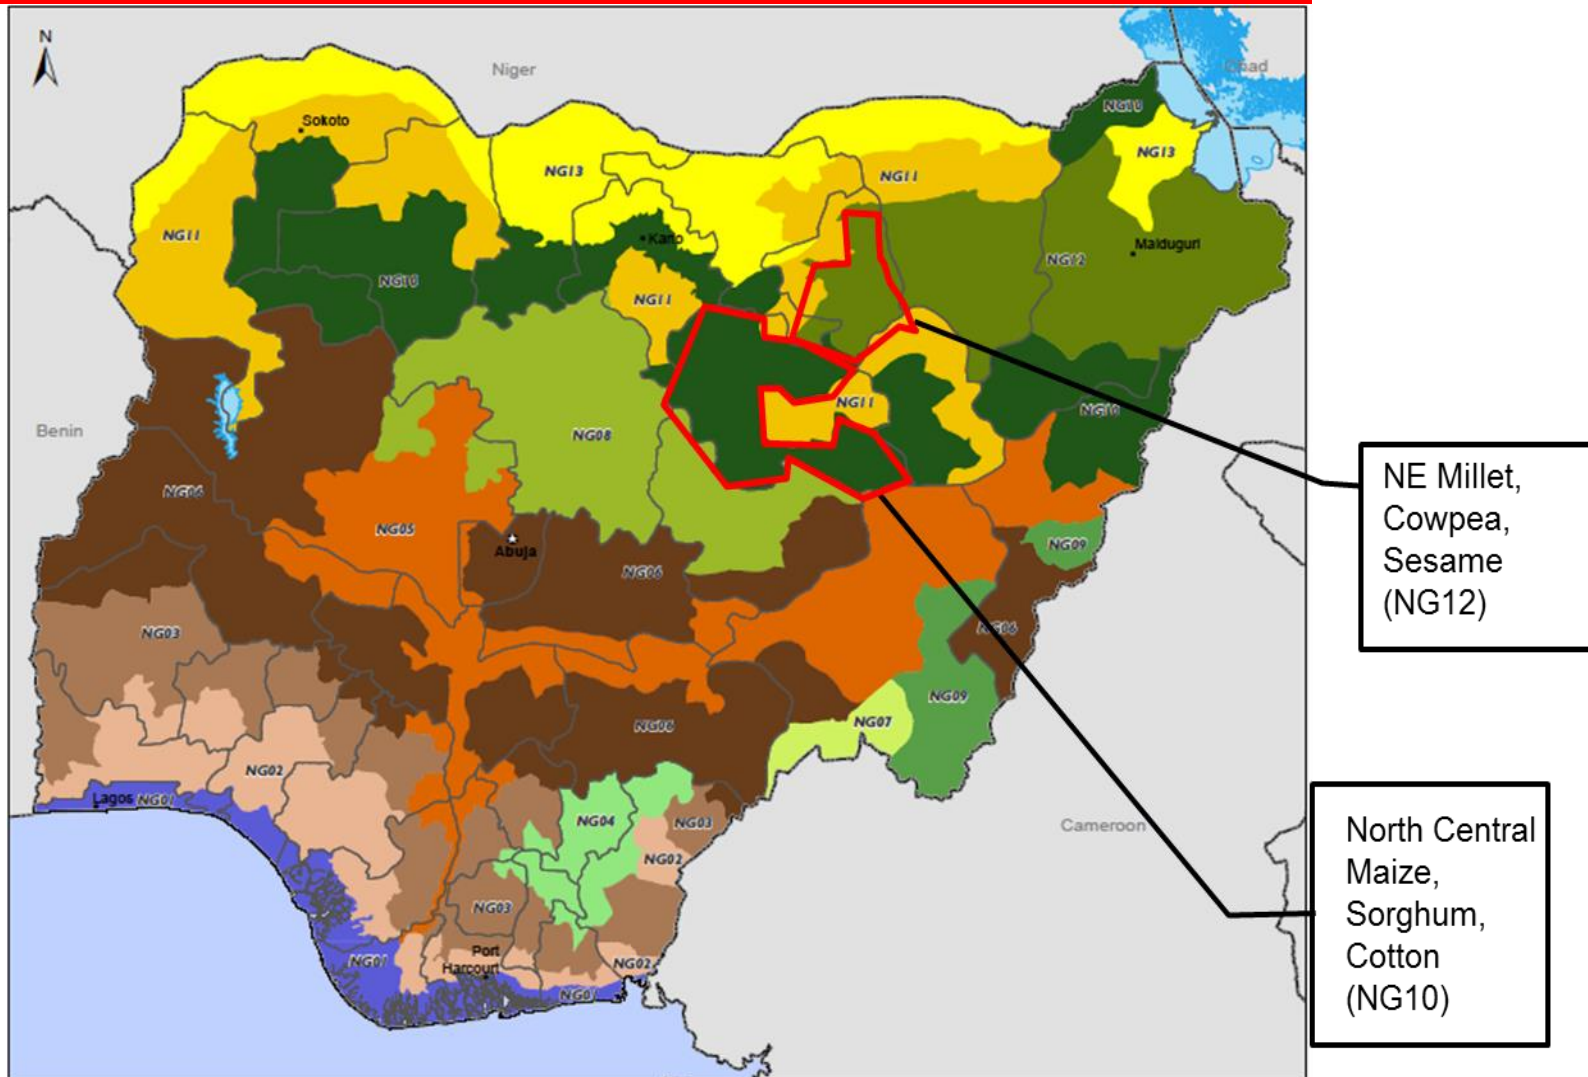 N
Niger
Chad
NG10
Sokoto
NG13
NG13
NG11
NG11
Kano
Maiduguri
NG12
NG10
NG11
NG11
NG10
Benin
NG08
NG06
NG05
Abuja
NG09
NG06
NG03
NG06
NG09
NG06
NG07
NG02
Lagos
NG01
NG04
NG03
Cameroon
NG02
NG03
Port
Harcourt
NG01
NG02
NG01
NE Millet,
Cowpea,
Sesame
(NG12)
North Central
Maize,
Sorghum,
Cotton
(NG10)